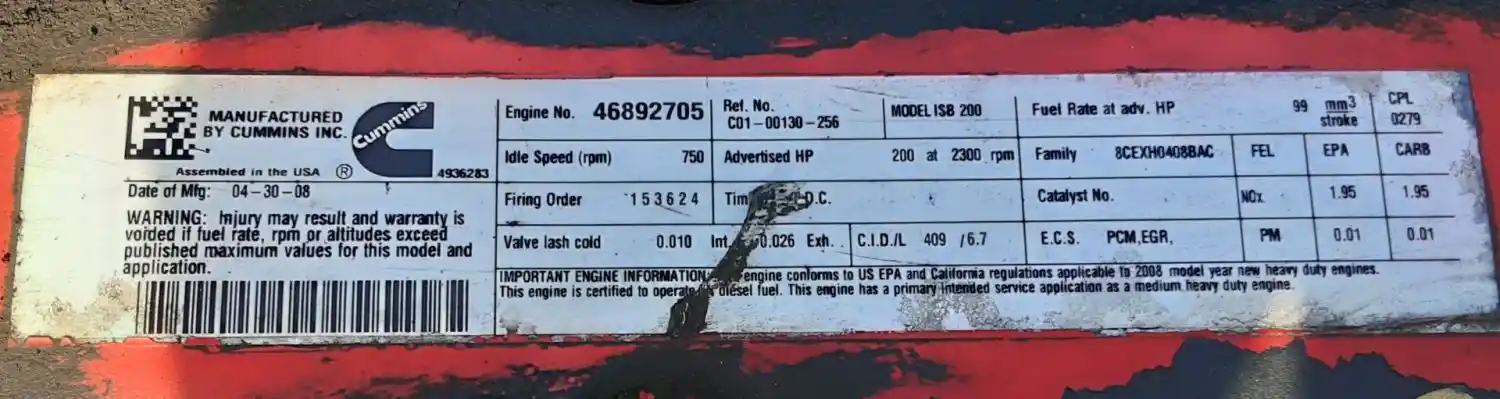 MANUFACTURED
BY CUMMINS INC.
Cummins
Assembled in the USA ® 4936283
Date of Mfg: 04-30-08
WARNING: Injury may result and warranty is
voided if fuel rate, rpm or altitudes exceed
published maximum values for this model and
application.
Engine No. 46892705
Ref. No.
C01-00130-256
MODEL ISB 200
Fuel Rate at adv. HP 99 mm3
stroke
CPL
0279
Idle Speed (rpm) 750
Advertised HP 200 at 2300 rpm
Family 8CEXH0408BAC
FEL EPA CARB
Firing Order 153624
D.C.
Catalyst No.
NOx 1.95 1.95
Valve lash cold 0.010 Int. 0.026 Exh.
C.I.D./L 409 /6.7
E.C.S. PCM,EGR,
PM 0.01 0.01
IMPORTANT ENGINE INFORMATION: engine conforms to US EPA and California regulations applicable to 2008 model year new heavy duty engines.
This engine is certified to operate diesel fuel. This engine has a primary intended service application as a medium heavy duty engine.